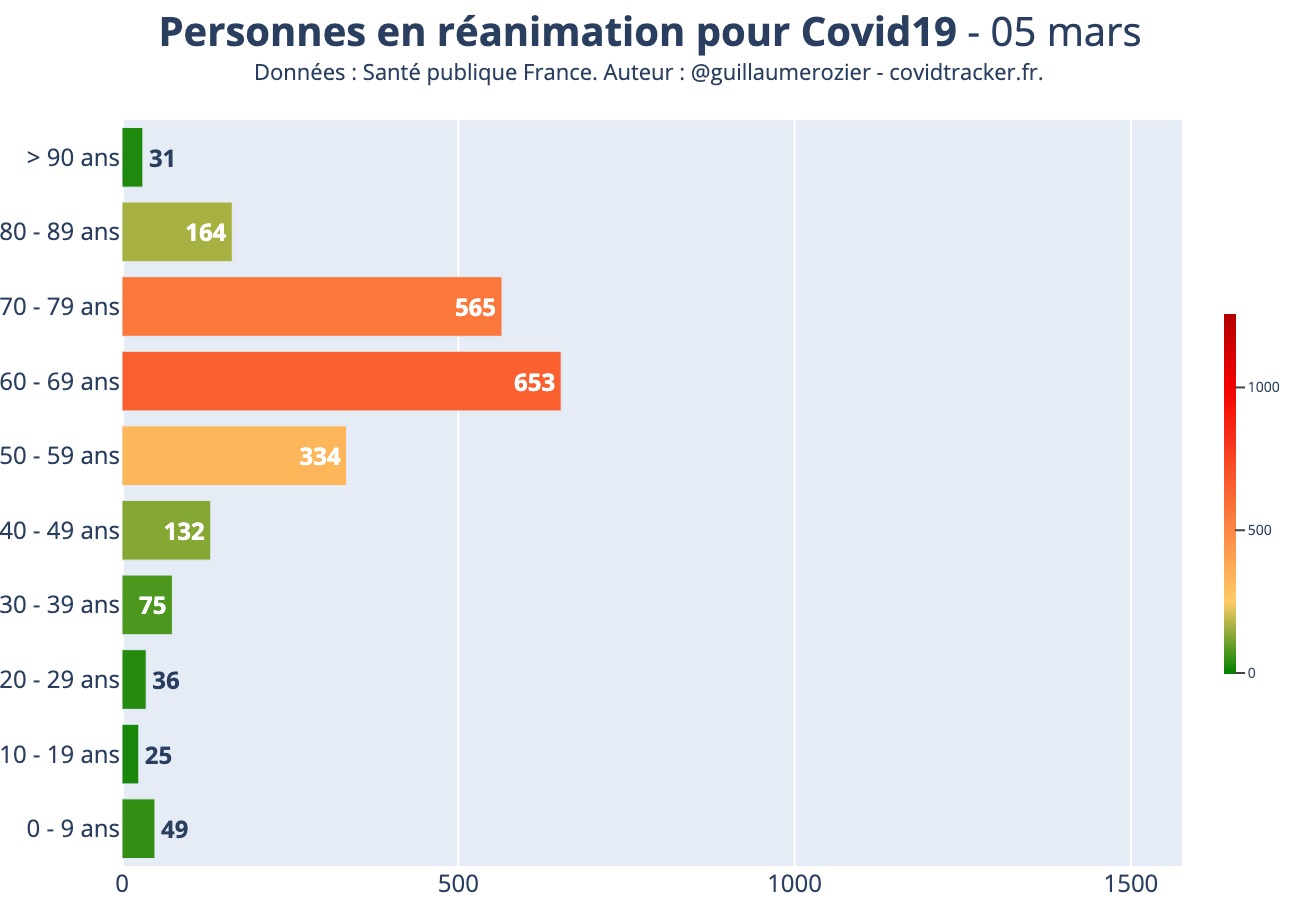 Personnes en réanimation pour Covid19 - 05 mars
Données : Santé publique France. Auteur : @guillaumerozier - covidtracker.fr.
> 90 ans 31
80 - 89 ans 164
70 - 79 ans 565
60 - 69 ans 653
50 - 59 ans 334
40 - 49 ans 132
30 - 39 ans 75
20 - 29 ans 36
10 - 19 ans 25
0 - 9 ans 49
0 500 1000 1500
1000
500
0